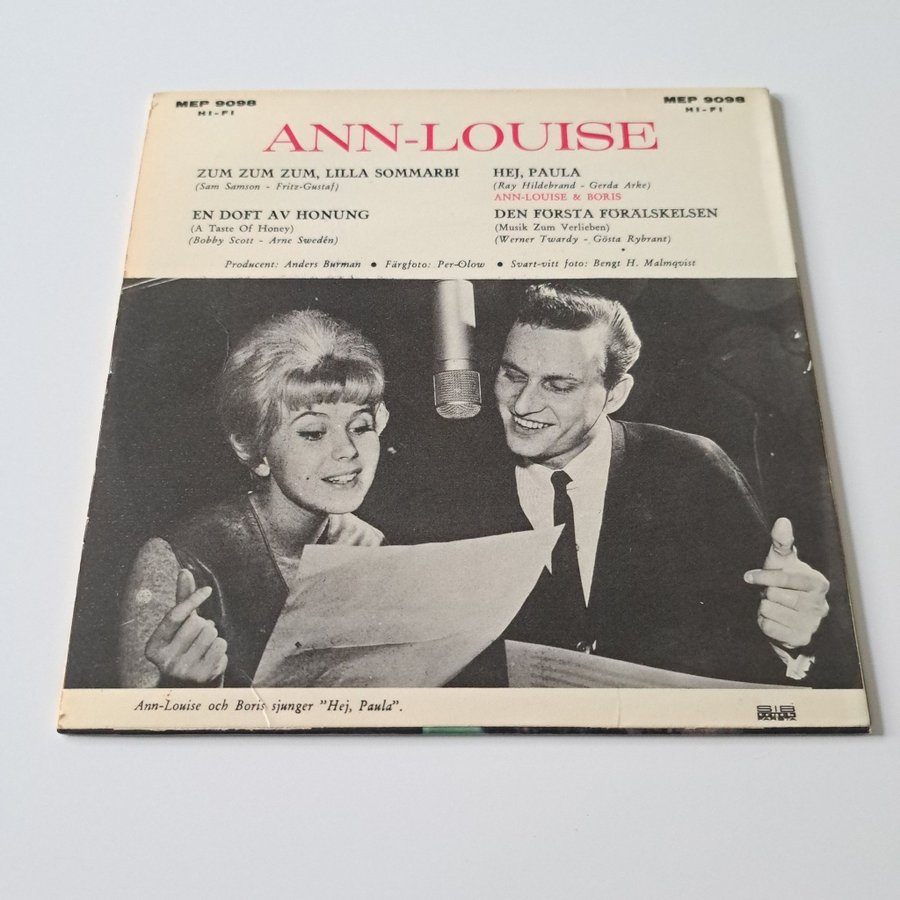 MEP 9098
HI-FI
MEP 9098
HI-FI
ANN-LOUISE
ZUM ZUM ZUM, LILLA SOMMARBI
(Sam Samson - Fritz-Gustaf)
EN DOFT AV HONUNG
(A Taste Of Honey)
(Bobby Scott - Arne Swedén)
HEJ, PAULA
(Ray Hildebrand - Gerda Arke)
ANN-LOUISE & BORIS
DEN FÖRSTA FÖRÄLSKELSEN
(Musik Zum Verlieben)
(Werner Twardy - Gösta Rybrant)
Producent: Anders Burman ● Färgfoto: Per-Olow ● Svart-vitt foto: Bengt H. Malmqvist
Ann-Louise och Boris sjunger ”Hej, Paula”.